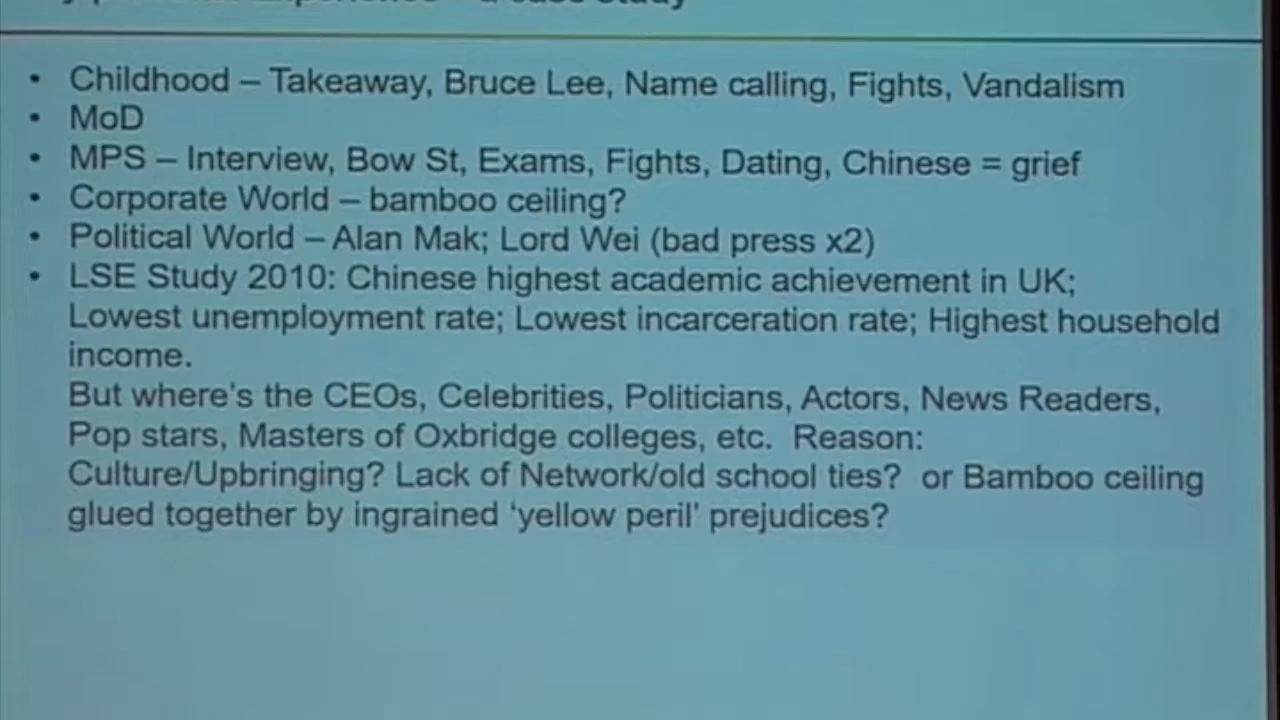 • Childhood – Takeaway, Bruce Lee, Name calling, Fights, Vandalism
• MoD
• MPS – Interview, Bow St, Exams, Fights, Dating, Chinese = grief
• Corporate World – bamboo ceiling?
• Political World – Alan Mak; Lord Wei (bad press x2)
• LSE Study 2010: Chinese highest academic achievement in UK;
Lowest unemployment rate; Lowest incarceration rate; Highest household
income.
But where's the CEOs, Celebrities, Politicians, Actors, News Readers,
Pop stars, Masters of Oxbridge colleges, etc.  Reason:
Culture/Upbringing? Lack of Network/old school ties?  or Bamboo ceiling
glued together by ingrained ‘yellow peril’ prejudices?